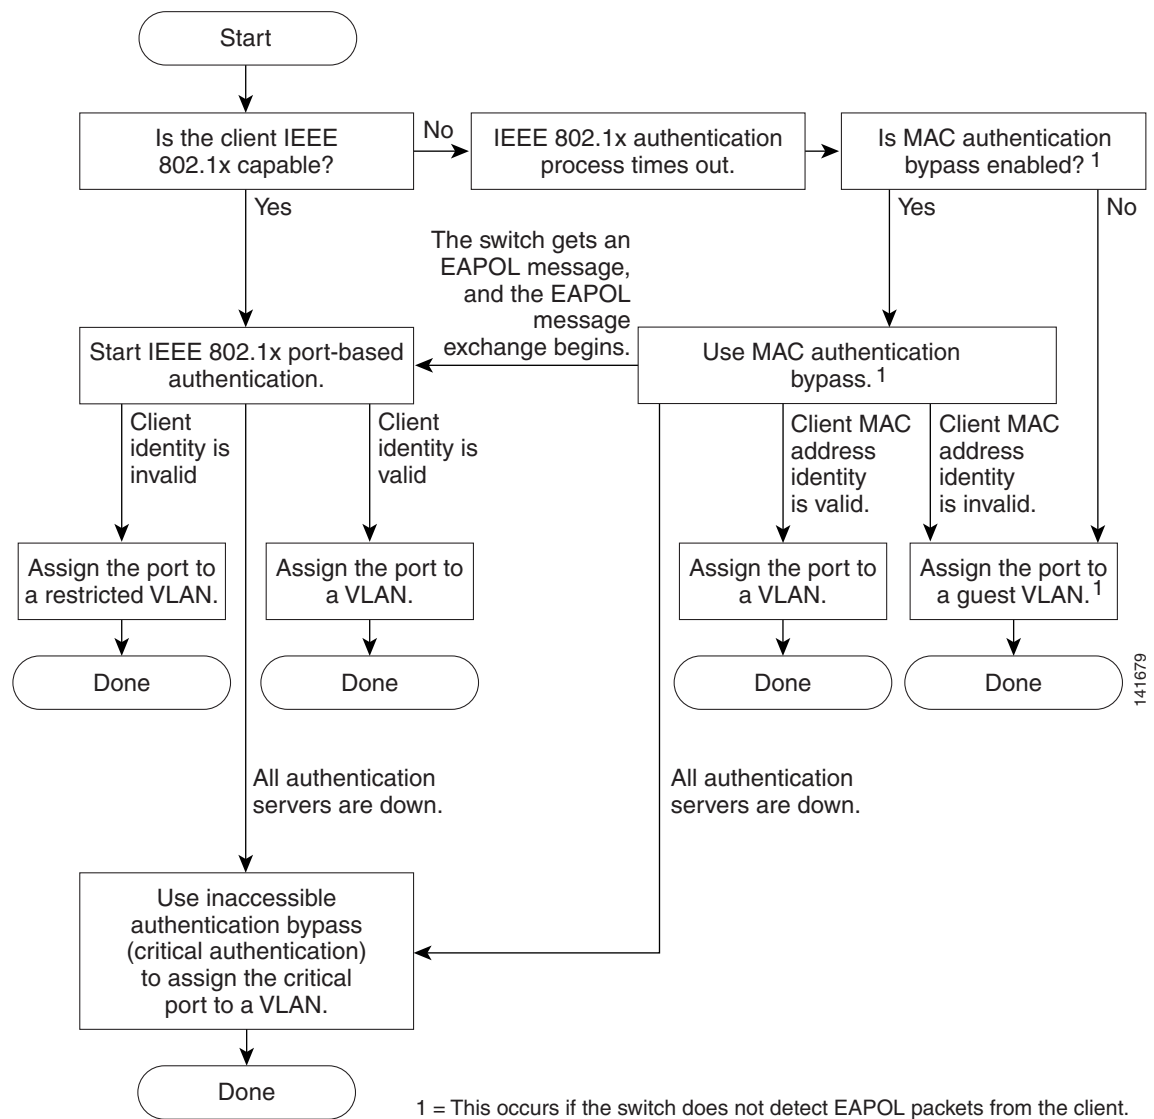 Start
Is the client IEEE
802.1x capable?
No
IEEE 802.1x authentication
process times out.
Is MAC authentication
bypass enabled? 1
Yes
Yes
No
The switch gets an
EAPOL message,
and the EAPOL
message
exchange begins.
Start IEEE 802.1x port-based
authentication.
Use MAC authentication
bypass. 1
Client
identity is
invalid
Client
identity is
valid
Client MAC
address
identity
is valid.
Client MAC
address
identity
is invalid.
Assign the port to
a restricted VLAN.
Assign the port to
a VLAN.
Assign the port to
a VLAN.
Assign the port to
a guest VLAN. 1
Done
Done
Done
Done
141679
All authentication
servers are down.
All authentication
servers are down.
Use inaccessible
authentication bypass
(critical authentication)
to assign the critical
port to a VLAN.
Done
1 = This occurs if the switch does not detect EAPOL packets from the client.